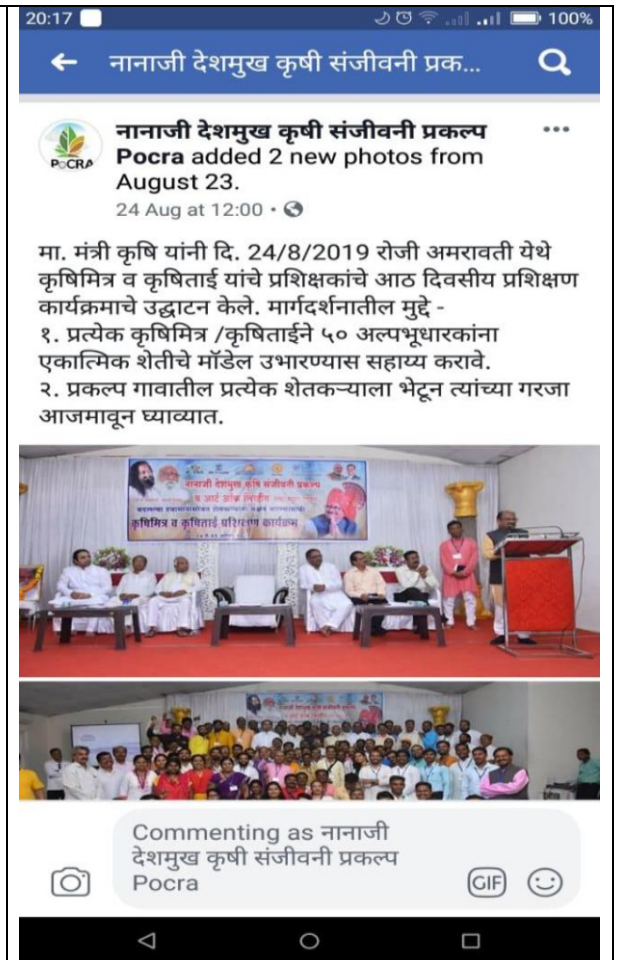 20:17
100%
नानाजी देशमुख कृषी संजीवनी प्रक...
POCRA
नानाजी देशमुख कृषी संजीवनी प्रकल्प
Pocra added 2 new photos from
August 23.
24 Aug at 12:00
मा. मंत्री कृषि यांनी दि. 24/8/2019 रोजी अमरावती येथे
कृषिमित्र व कृषिताई यांचे प्रशिक्षकांचे आठ दिवसीय प्रशिक्षण
कार्यक्रमाचे उद्घाटन केले. मार्गदर्शनातील मुद्दे -
१. प्रत्येक कृषिमित्र /कृषिताईने ५० अल्पभूधारकांना
एकात्मिक शेतीचे मॉडेल उभारण्यास सहाय्य करावे.
२. प्रकल्प गावातील प्रत्येक शेतकऱ्याला भेटून त्यांच्या गरजा
आजमावून घ्याव्यात.
नानाजी देशमुख कृषि संजीवनी प्रकल्प
व आर्ट ऑफ लिव्हींग
कृषिमित्र व कृषिताई प्रशिक्षण कार्यक्रम
Commenting as नानाजी
देशमुख कृषी संजीवनी प्रकल्प
Pocra
GIF